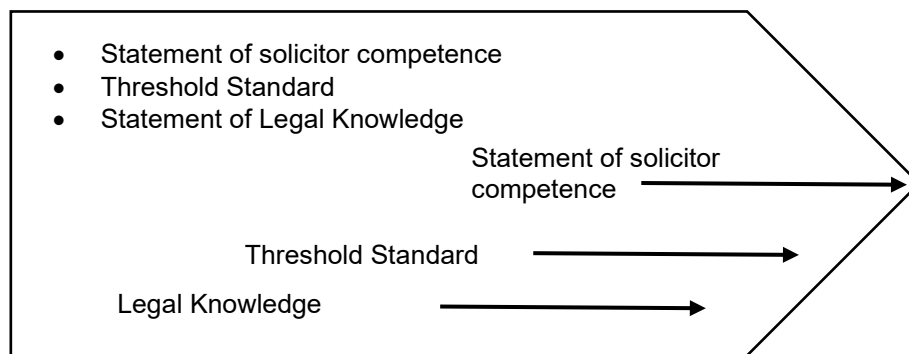 • Statement of solicitor competence
• Threshold Standard
• Statement of Legal Knowledge
Statement of solicitor
competence
Threshold Standard
Legal Knowledge